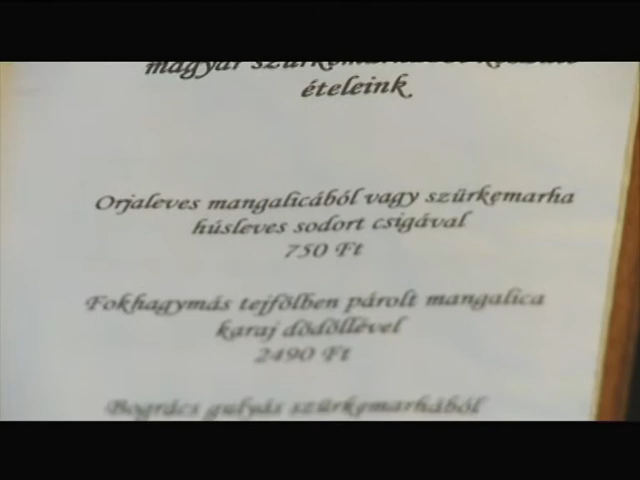 magyar
ételeink
Orjaleves mangalicából vagy szürkemarha
húsleves sodort csigával
750 Ft
Fokhagymás tejfölben párolt mangalica
karaj dödöllével
2490 Ft
Bogrács gulyás szürkemarhából